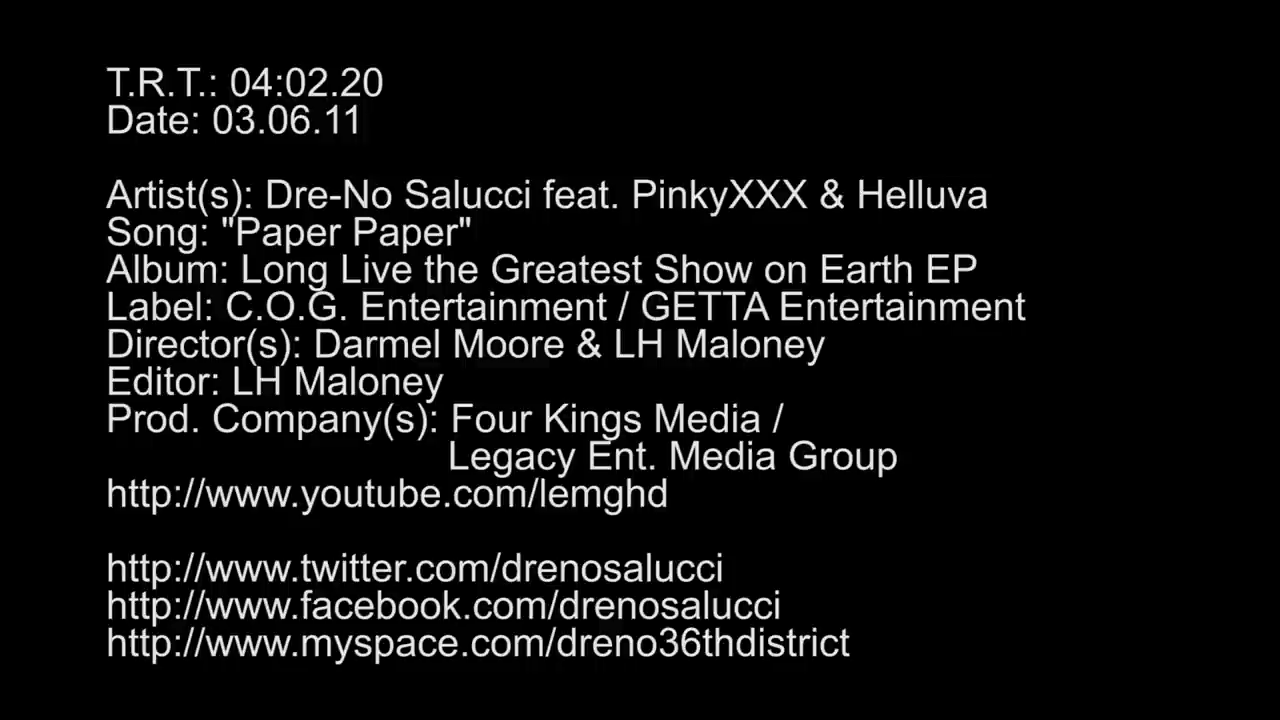 T.R.T.: 04:02.20
Date: 03.06.11
Artist(s): Dre-No Salucci feat. PinkyXXX & Helluva
Song: "Paper Paper"
Album: Long Live the Greatest Show on Earth EP
Label: C.O.G. Entertainment / GETTA Entertainment
Director(s): Darmel Moore & LH Maloney
Editor: LH Maloney
Prod. Company(s): Four Kings Media /
Legacy Ent. Media Group
http://www.youtube.com/lemghd
http://www.twitter.com/drenosalucci
http://www.facebook.com/drenosalucci
http://www.myspace.com/dreno36thdistrict